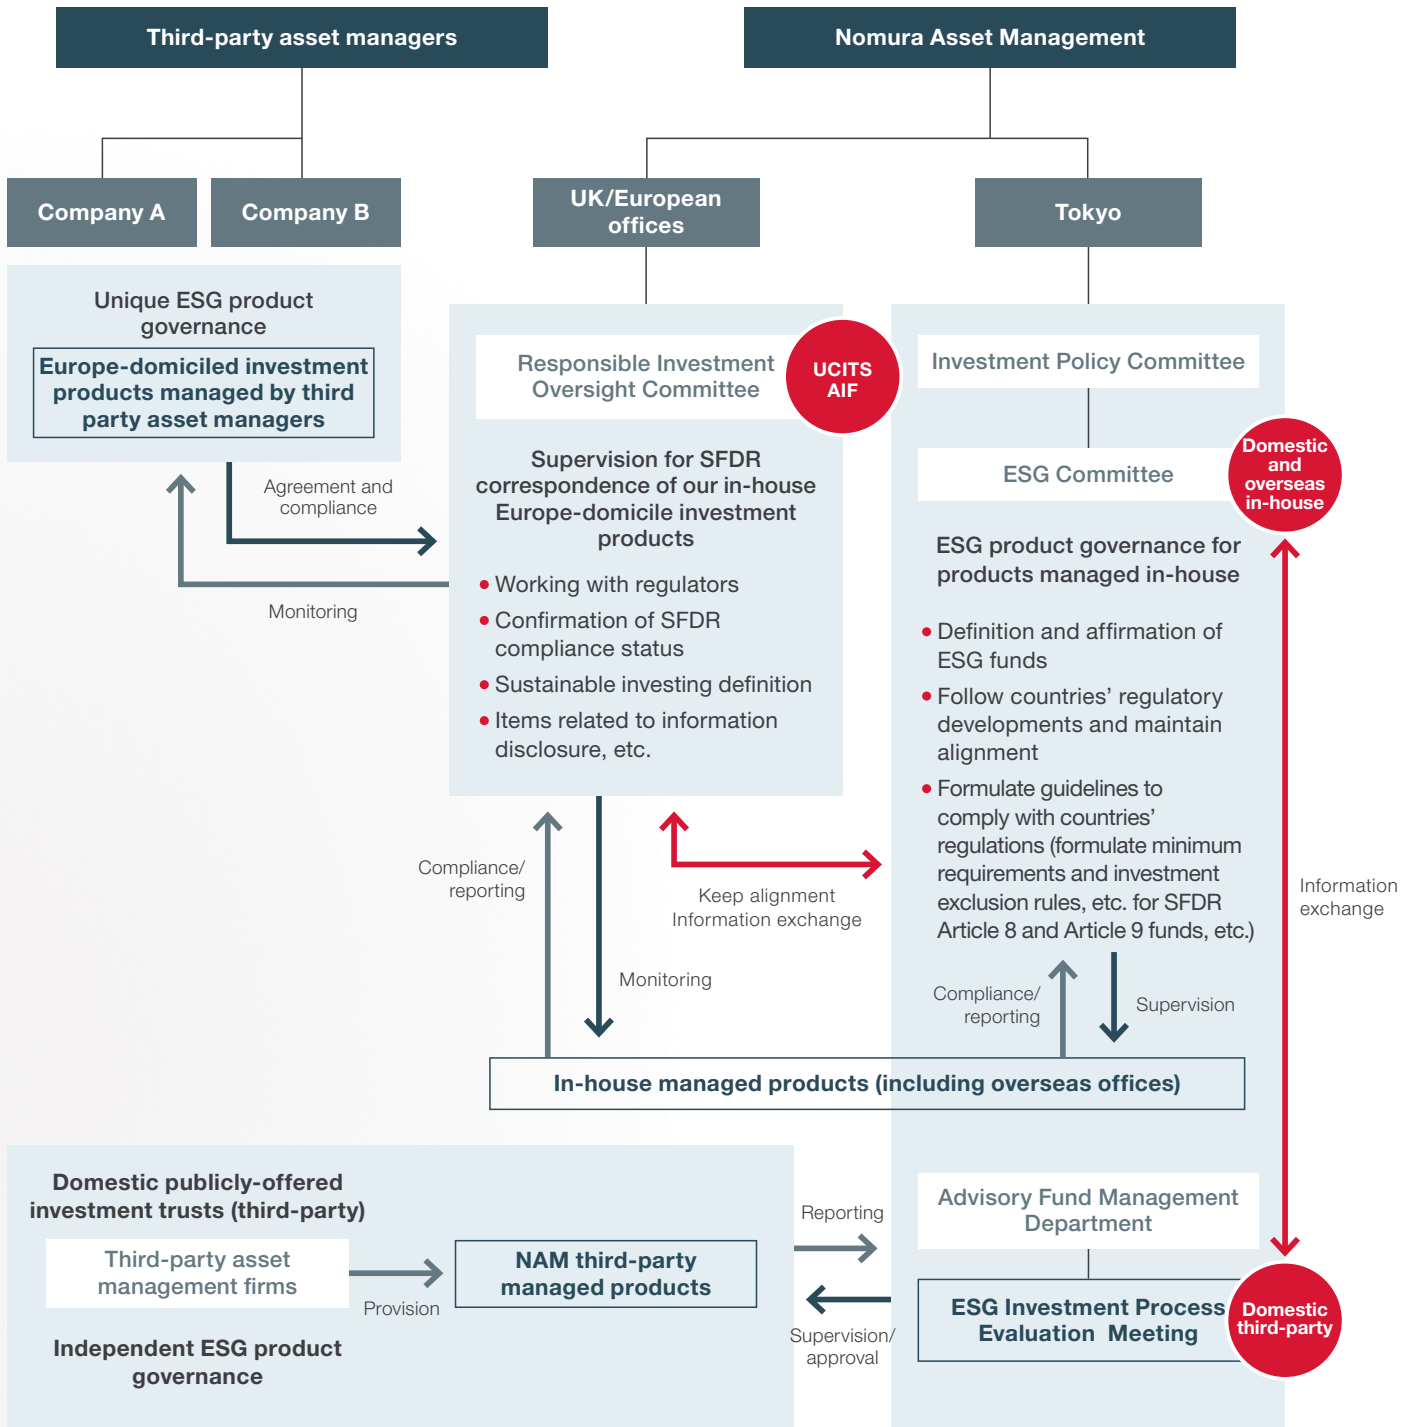 Third-party asset managers
Nomura Asset Management
Company A
Company B
UK/European
offices
Tokyo
Unique ESG product
governance
Europe-domiciled investment
products managed by third
party asset managers
Agreement and
compliance
Monitoring
Responsible Investment
Oversight Committee
UCITS
AIF
Supervision for SFDR
correspondence of our in-house
Europe-domicile investment
products
• Working with regulators
• Confirmation of SFDR
compliance status
• Sustainable investing definition
• Items related to information
disclosure, etc.
Investment Policy Committee
ESG Committee
Domestic
and
overseas
in-house
ESG product governance for
products managed in-house
• Definition and affirmation of
ESG funds
• Follow countries’ regulatory
developments and maintain
alignment
• Formulate guidelines to
comply with countries’
regulations (formulate minimum
requirements and investment
exclusion rules, etc. for SFDR
Article 8 and Article 9 funds, etc.)
Compliance/
reporting
Keep alignment
Information exchange
Monitoring
Information
exchange
Compliance/
reporting
Supervision
In-house managed products (including overseas offices)
Domestic publicly-offered
investment trusts (third-party)
Third-party asset
management firms
Provision
NAM third-party
managed products
Independent ESG product
governance
Reporting
Supervision/
approval
Advisory Fund Management
Department
ESG Investment Process
Evaluation Meeting
Domestic
third-party